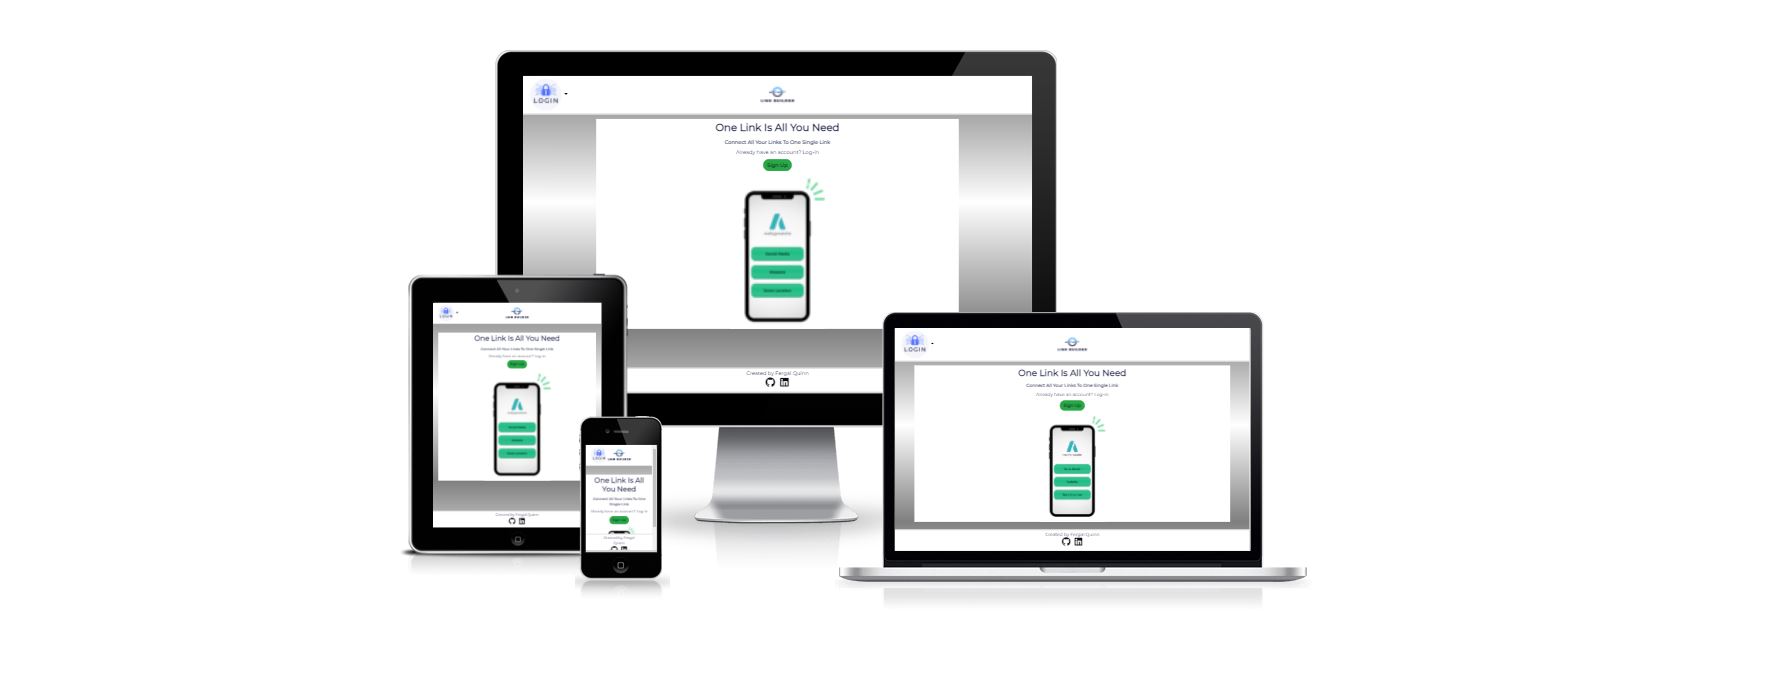 LOGIN
LINK BUILDER
One Link Is All You Need
Connect All Your Links To One Single Link
Already have an account? Log-In
Sign Up
Created by Fergal Quinn
LOGIN
LINK BUILDER
One Link Is All You Need
Connect All Your Links To One Single Link
Already have an account? Log-In
Sign Up
Created by Fergal Quinn
LOGIN
LINK BUILDER
One Link Is All
You Need
Connect All Your Links To One
Single Link
Already have an account? Log-In
Sign Up
Created by Fergal
Quinn
LOGIN
LINK BUILDER
One Link Is All You Need
Connect All Your Links To One Single Link
Already have an account? Log-In
Sign Up
Created by Fergal Quinn